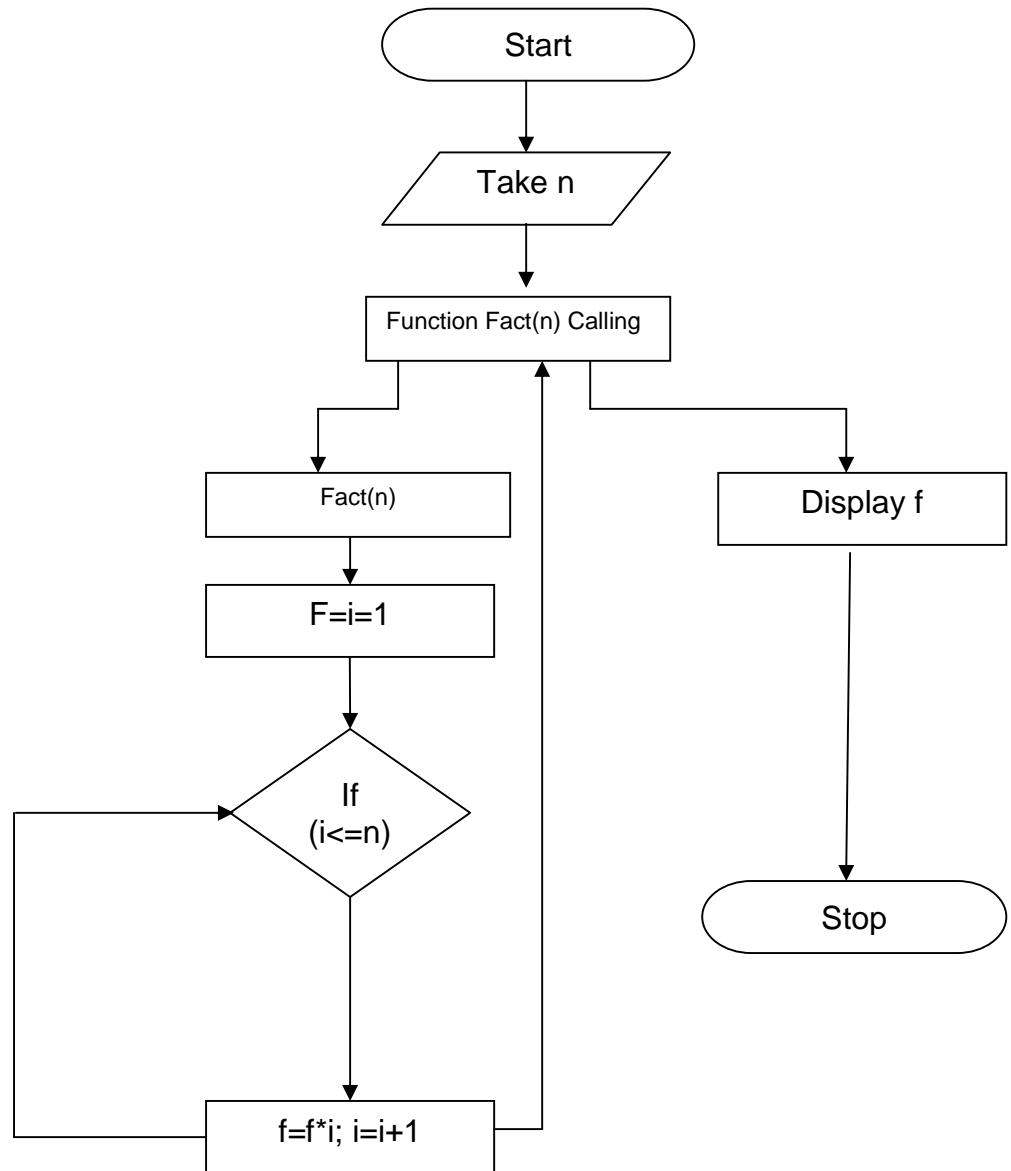 Start
Take n
Function Fact(n) Calling
Fact(n)
Display f
F=i=1
If
(i<=n)
Stop
f=f*i; i=i+1